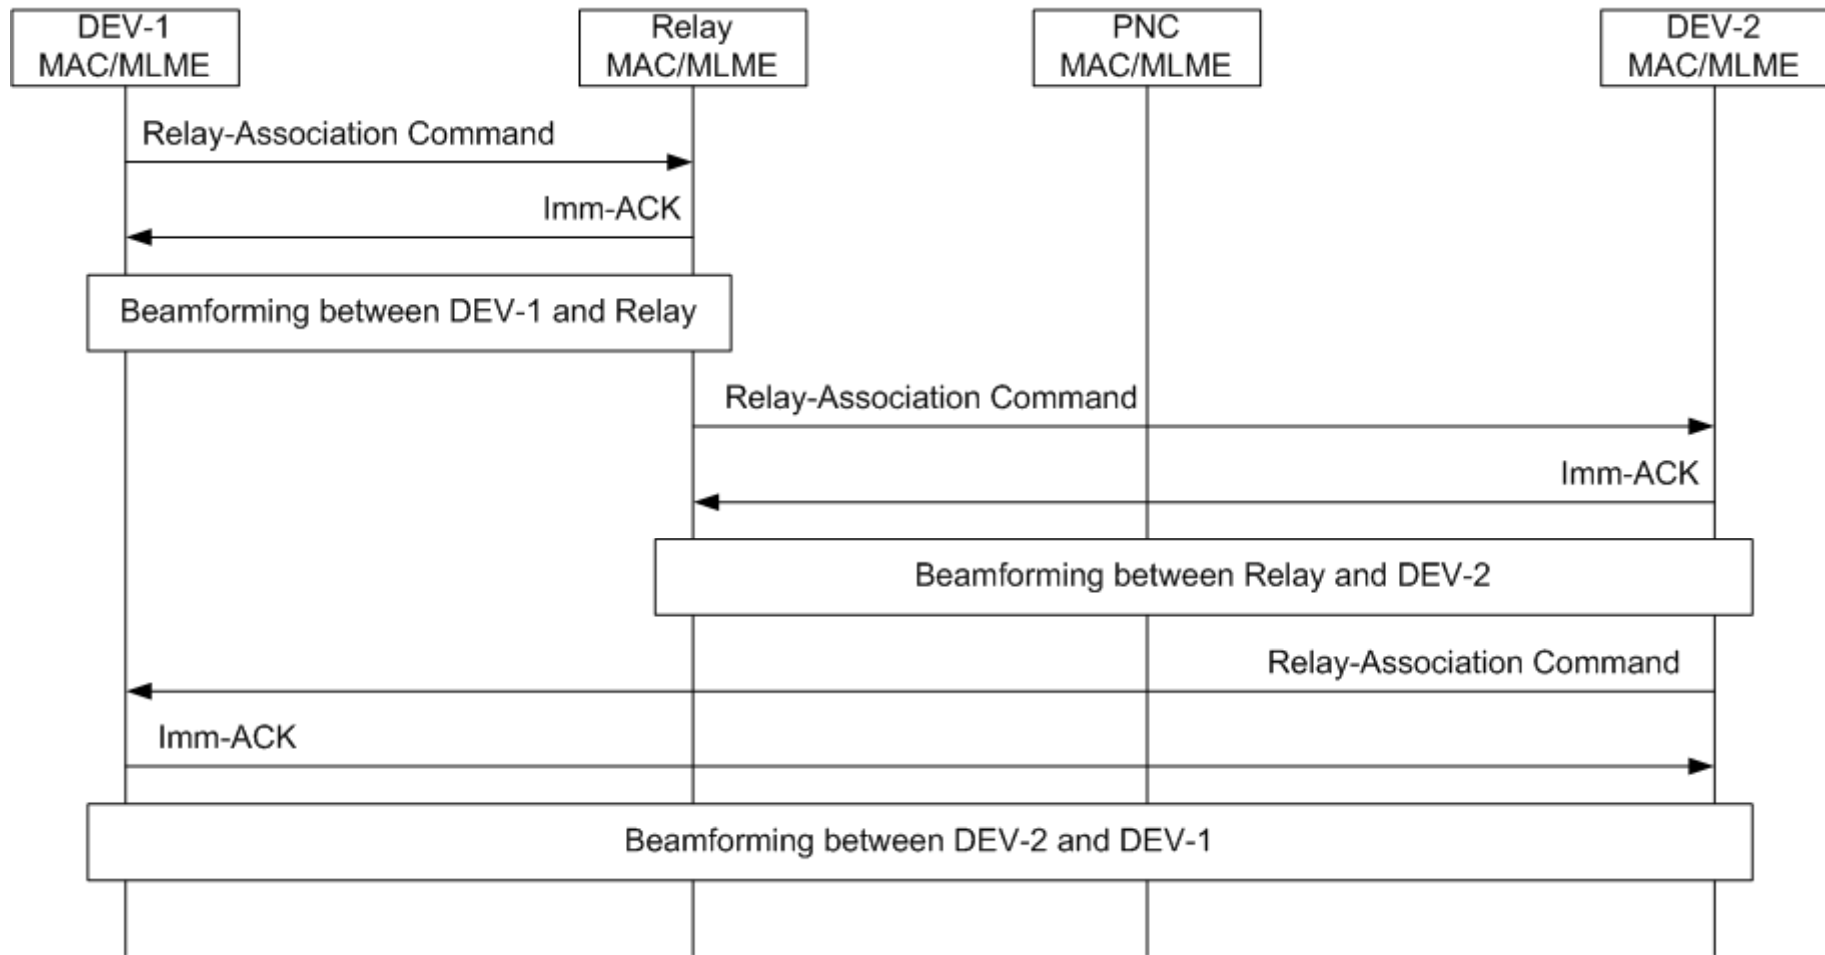 DEV-1
MAC/MLME
Relay
MAC/MLME
PNC
MAC/MLME
DEV-2
MAC/MLME
Relay-Association Command
Imm-ACK
Beamforming between DEV-1 and Relay
Relay-Association Command
Imm-ACK
Beamforming between Relay and DEV-2
Relay-Association Command
Imm-ACK
Beamforming between DEV-2 and DEV-1